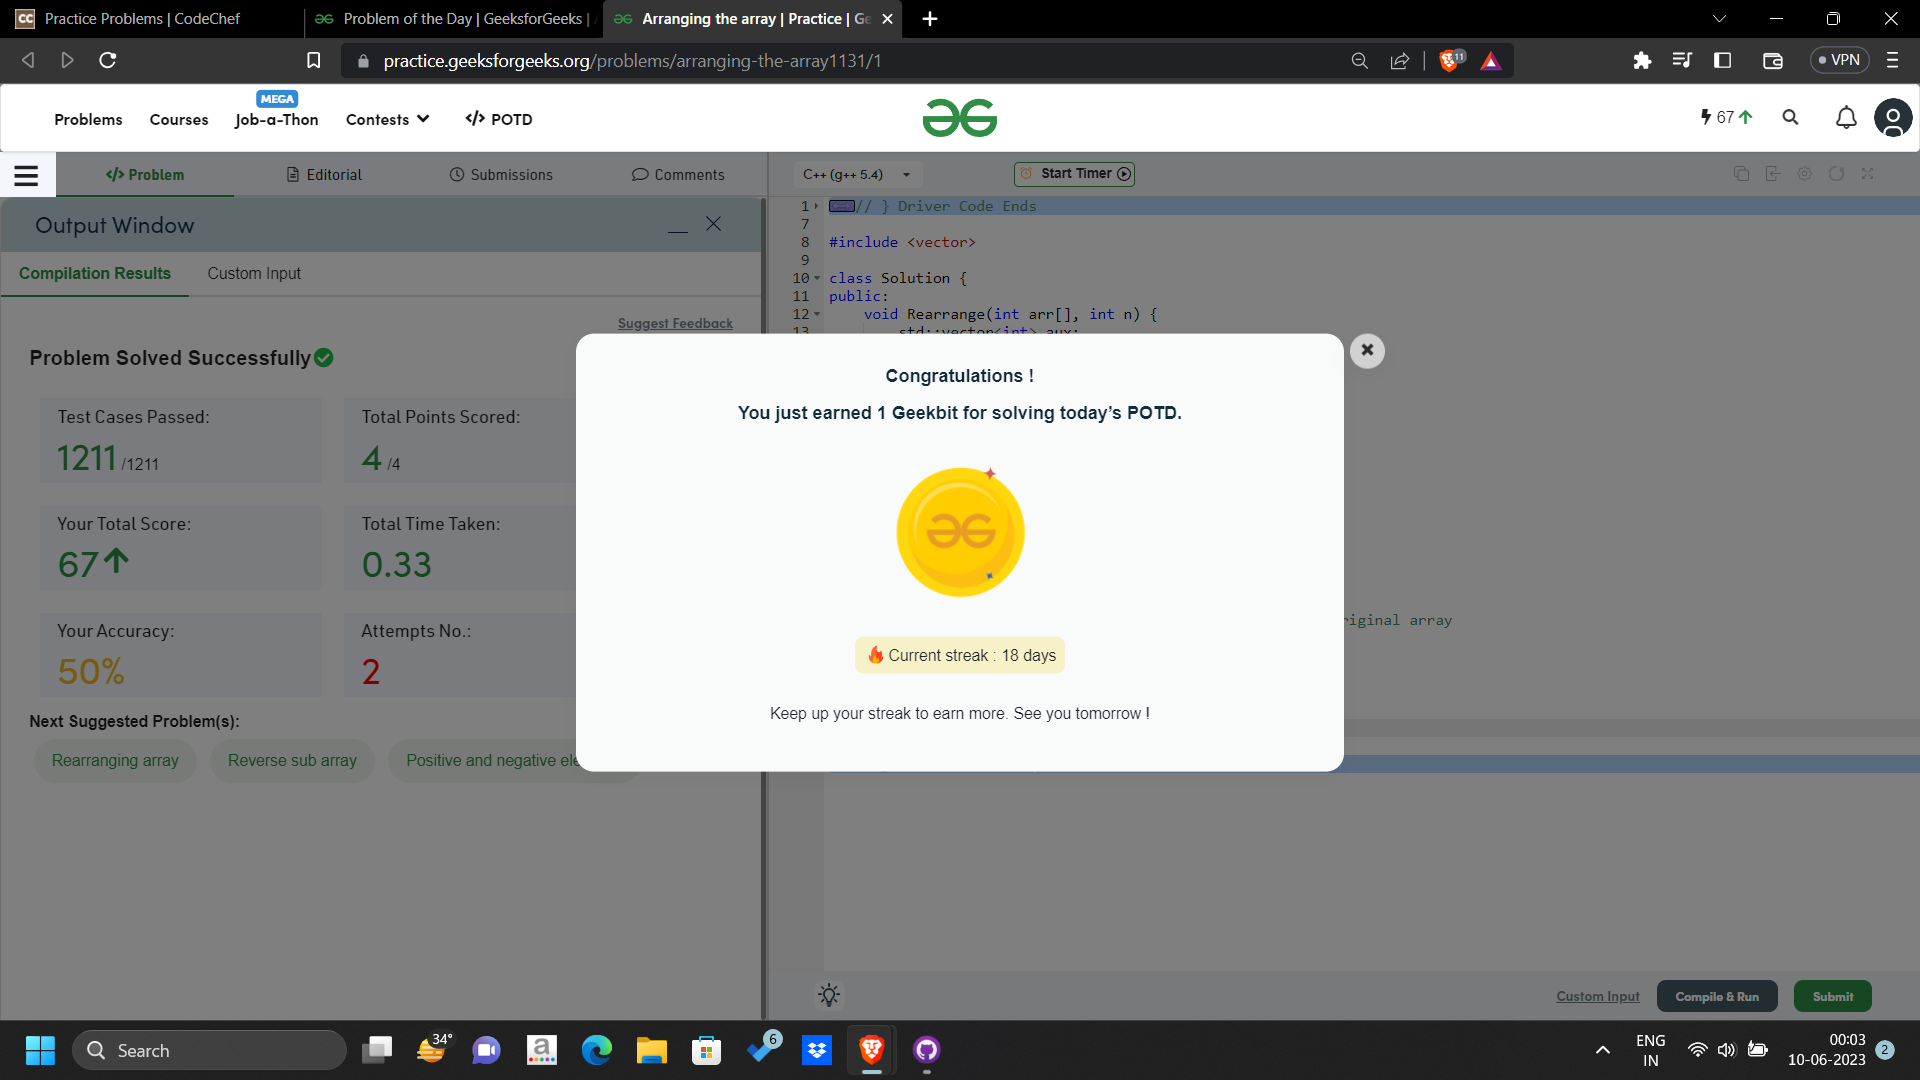 Practice Problems | CodeChef
Problem of the Day | GeeksforGeeks |
Arranging the array | Practice | Ge
practice.geeksforgeeks.org/problems/arranging-the-array1131/1
11
VPN
Problems
Courses
MEGA
Job-a-Thon
Contests
</> POTD
67
</> Problem
Editorial
Submissions
Comments
C++ (g++ 5.4)
Start Timer
Output Window
Compilation Results
Custom Input
Suggest Feedback
Problem Solved Successfully
Test Cases Passed:
1211 /1211
Total Points Scored:
4 /4
Your Total Score:
67
Total Time Taken:
0.33
Your Accuracy:
50%
Attempts No.:
2
Next Suggested Problem(s):
Rearranging array
Reverse sub array
Positive and negative ele
1 // } Driver Code Ends
7
8 #include <vector>
9
10 class Solution {
11 public:
12 void Rearrange(int arr[], int n) {
13 std::vector<int> aux;
riginal array
Congratulations !
You just earned 1 Geekbit for solving today’s POTD.
Current streak : 18 days
Keep up your streak to earn more. See you tomorrow !
Custom Input
Compile & Run
Submit
Search
34°
a
6
ENG
IN
00:03
10-06-2023
2